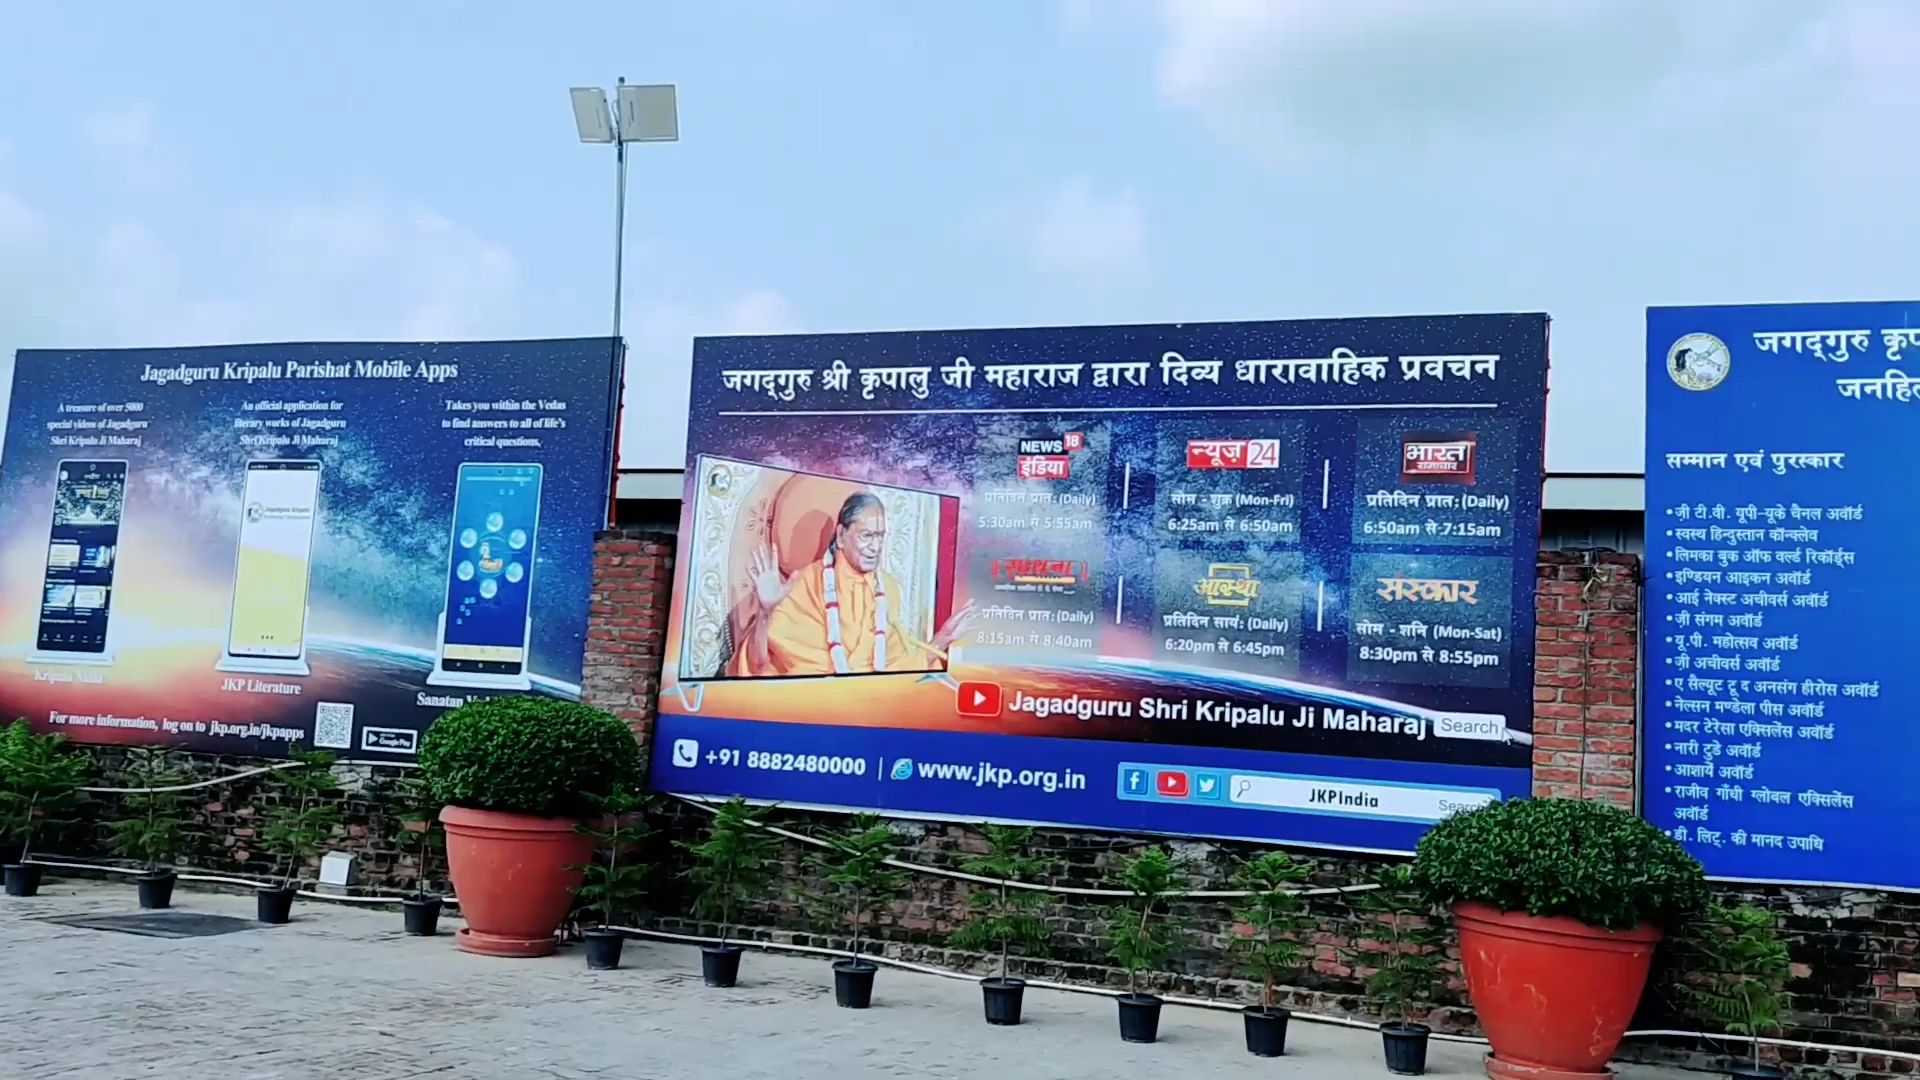 Jagadguru Kripalu Parishat Mobile Apps
A treasure of over 5000
special videos of Jagadguru
Shri Kripalu Ji Maharaj
An official application for
literary works of Jagadguru
Shri Kripalu Ji Maharaj
Takes you within the Vedas
to find answers to all of life's
critical questions.
Kripalu Nidhi
JKP Literature
Sanatan
For more information, log on to jkp.org.in/jkpapps
Google Play
जगद्गुरु श्री कृपालु जी महाराज द्वारा दिव्य धारावाहिक प्रवचन
NEWS 18
इंडिया
प्रतिदिन प्रातः (Daily)
5:30am से 5:55am
न्यूज़ 24
सोम - शुक्र (Mon-Fri)
6:25am से 6:50am
भारत
समाचार
प्रतिदिन प्रातः (Daily)
6:50am से 7:15am
साधना
प्रतिदिन प्रातः (Daily)
8:15am से 8:40am
आस्था
प्रतिदिन सायं: (Daily)
6:20pm से 6:45pm
संस्कार
सोम - शनि (Mon-Sat)
8:30pm से 8:55pm
Jagadguru Shri Kripalu Ji Maharaj Search
+91 8882480000 | www.jkp.org.in
JKPIndia Search
जगद्गुरु कृप
जनहि
सम्मान एवं पुरस्कार
• ज़ी टी.वी. यूपी-यूके चैनल अवॉर्ड
• स्वस्थ हिन्दुस्तान कॉन्क्लेव
• लिमका बुक ऑफ वर्ल्ड रिकॉर्ड्स
• इण्डियन आइकन अवॉर्ड
• आई नेक्स्ट अचीवर्स अवॉर्ड
• ज़ी संगम अवॉर्ड
• यू.पी. महोत्सव अवॉर्ड
• ज़ी अचीवर्स अवॉर्ड
• ए सैल्यूट टू द अनसंग हीरोस अवॉर्ड
• नेल्सन मण्डेला पीस अवॉर्ड
• मदर टेरेसा एक्सिलेंस अवॉर्ड
• नारी टुडे अवॉर्ड
• आशायें अवॉर्ड
• राजीव गाँधी ग्लोबल एक्सिलेंस
अवॉर्ड
• डी. लिट्. की मानद उपाधि